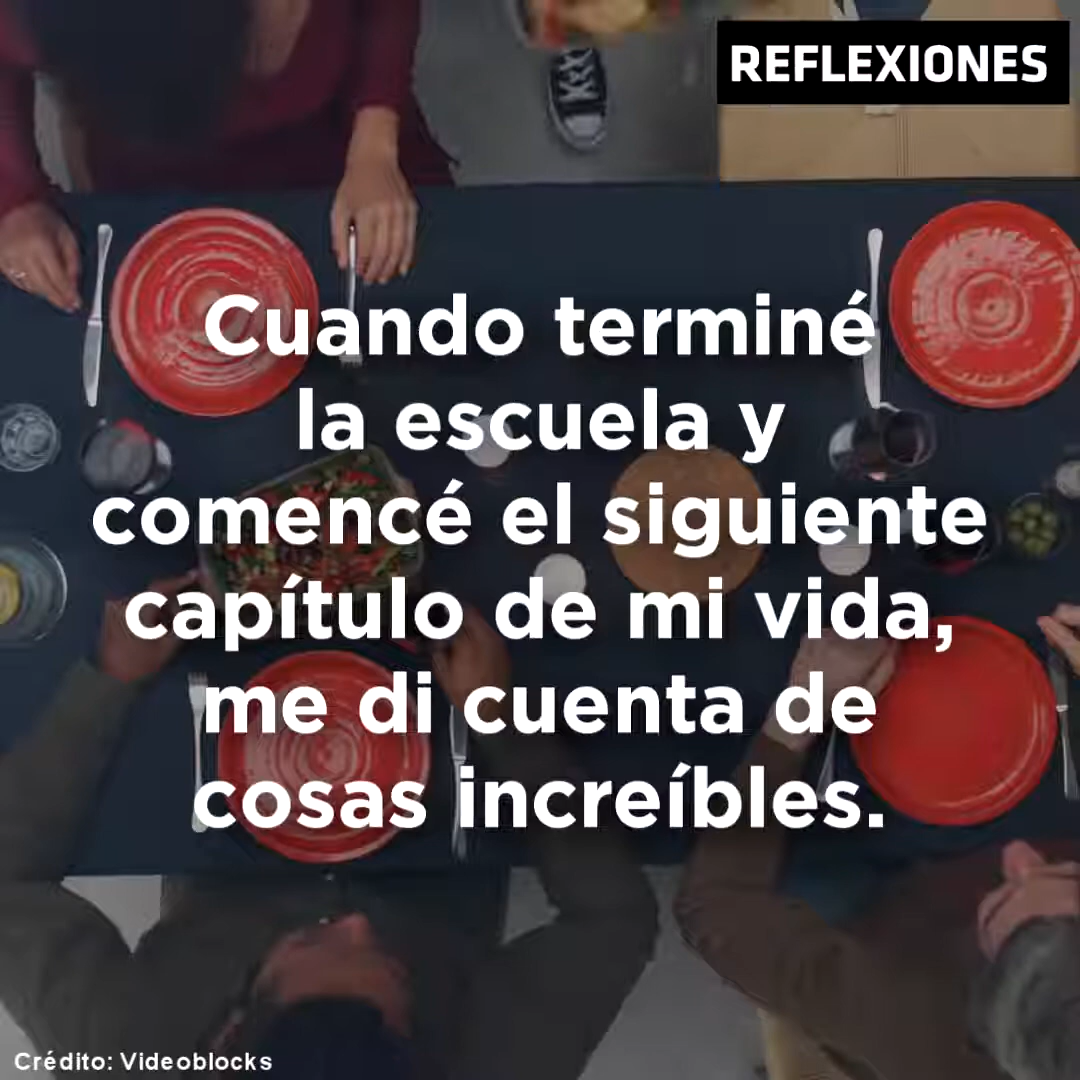 REFLEXIONES
Cuando terminé
la escuela y
comencé el siguiente
capítulo de mi vida,
me di cuenta de
cosas increíbles.
Crédito: Videoblocks